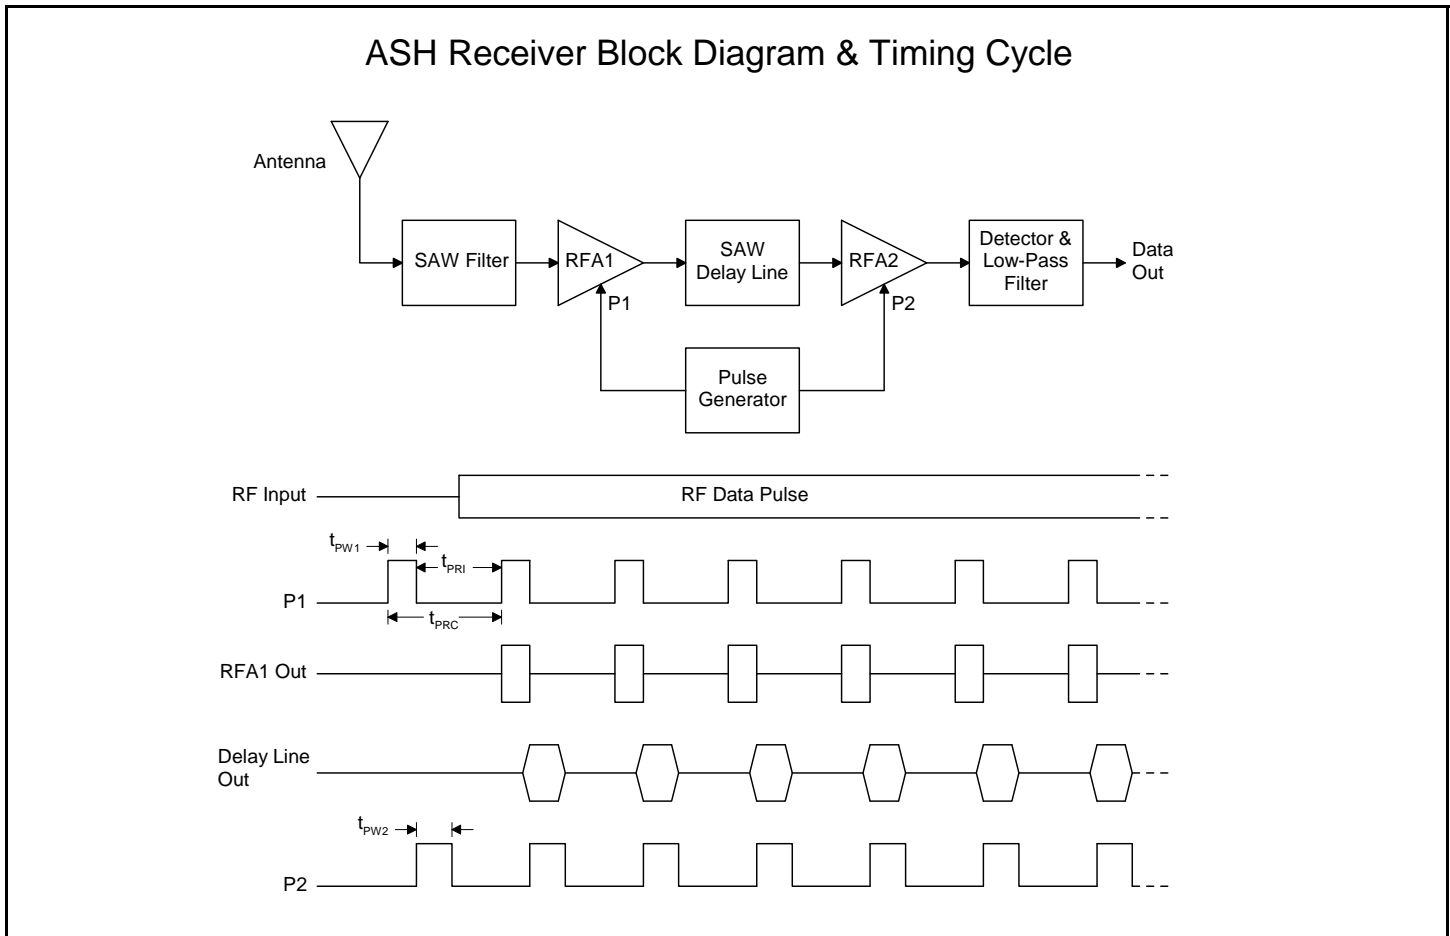 ASH Receiver Block Diagram & Timing Cycle
Antenna
SAW Filter
RFA1
SAW
Delay Line
RFA2
Detector &
Low-Pass
Filter
Data
Out
P1
P2
Pulse
Generator
RF Input
RF Data Pulse
tPW1
tPRI
P1
tPRC
RFA1 Out
Delay Line
Out
tPW2
P2